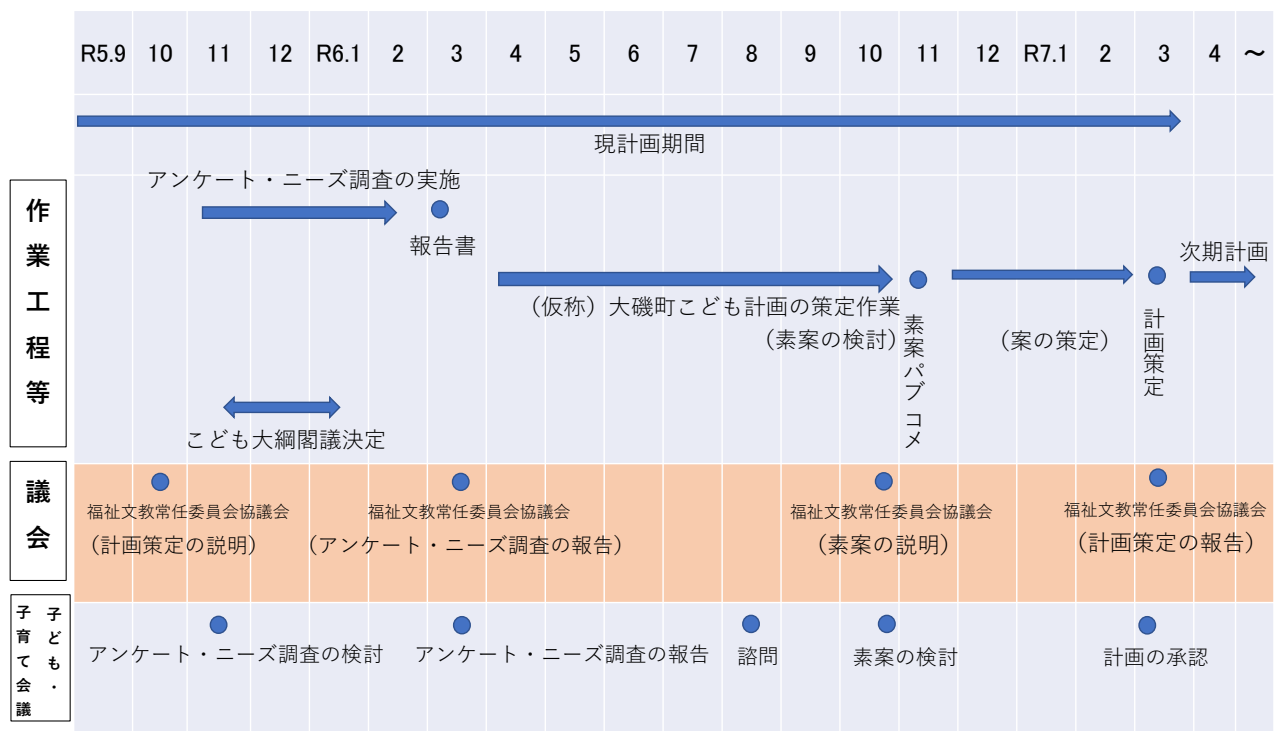 R5.9 10 11 12 R6.1 2 3 4 5 6 7 8 9 10 11 12 R7.1 2 3 4 ～
現計画期間
作業工程等
アンケート・ニーズ調査の実施
報告書
次期計画
（仮称）大磯町こども計画の策定作業
（素案の検討）
素案パブコメ
（案の策定）
計画策定
こども大綱閣議決定
議会
福祉文教常任委員会協議会
（計画策定の説明）
福祉文教常任委員会協議会
（アンケート・ニーズ調査の報告）
福祉文教常任委員会協議会
（素案の説明）
福祉文教常任委員会協議会
（計画策定の報告）
子ども・
子育て会議
アンケート・ニーズ調査の検討
アンケート・ニーズ調査の報告
諮問
素案の検討
計画の承認